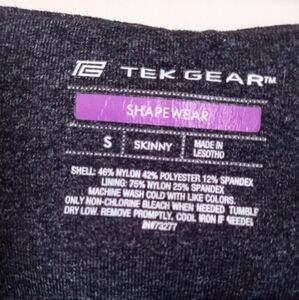 TEK GEAR™
SHAPEWEAR
S
SKINNY
MADE IN
LESOTHO
SHELL: 46% NYLON 42% POLYESTER 12% SPANDEX
LINING: 75% NYLON 25% SPANDEX
MACHINE WASH COLD WITH LIKE COLORS.
ONLY NON-CHLORINE BLEACH WHEN NEEDED TUMBLE
DRY LOW. REMOVE PROMPTLY. COOL IRON IF NEEDED
RN#73277